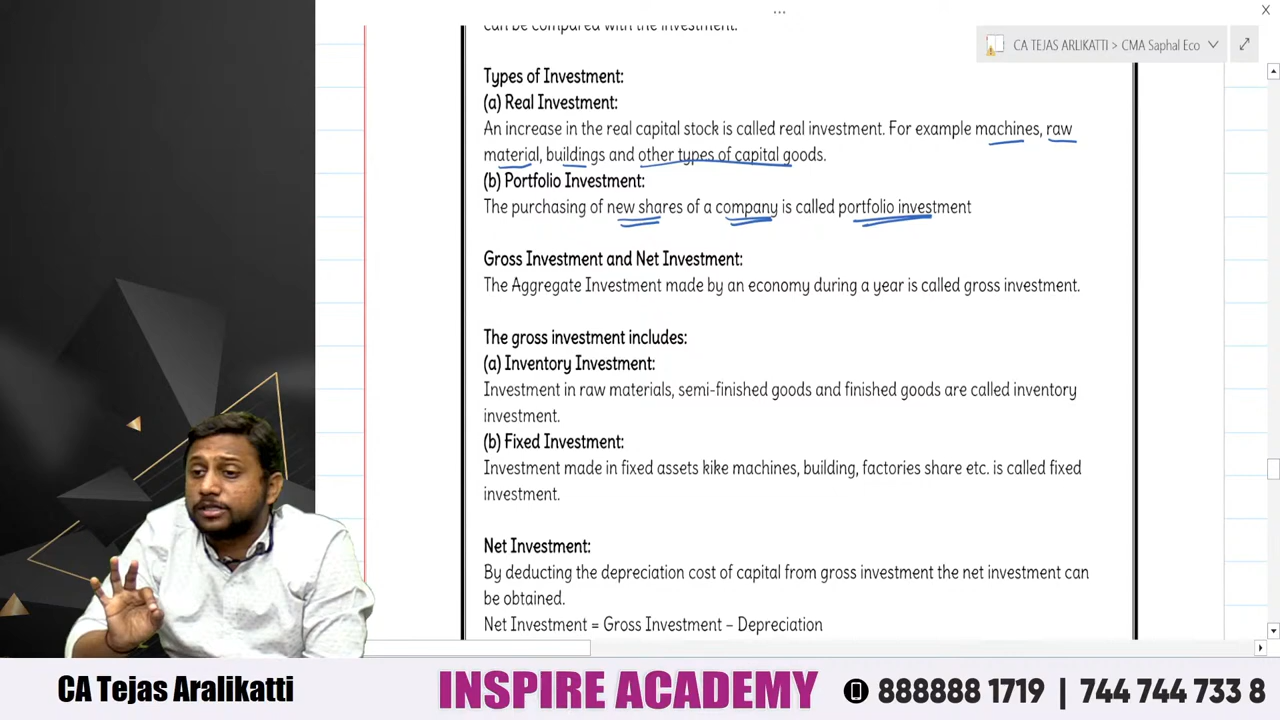 ...
X
can be compared with the investment.
CA TEJAS ARLIKATTI > CMA Saphal Eco
Types of Investment:
(a) Real Investment:
An increase in the real capital stock is called real investment. For example machines, raw
material, buildings and other types of capital goods.
(b) Portfolio Investment:
The purchasing of new shares of a company is called portfolio investment
Gross Investment and Net Investment:
The Aggregate Investment made by an economy during a year is called gross investment.
The gross investment includes:
(a) Inventory Investment:
Investment in raw materials, semi-finished goods and finished goods are called inventory
investment.
(b) Fixed Investment:
Investment made in fixed assets kike machines, building, factories share etc. is called fixed
investment.
Net Investment:
By deducting the depreciation cost of capital from gross investment the net investment can
be obtained.
Net Investment = Gross Investment – Depreciation
CA Tejas Aralikatti INSPIRE ACADEMY 888888 1719 | 744 744 733 8